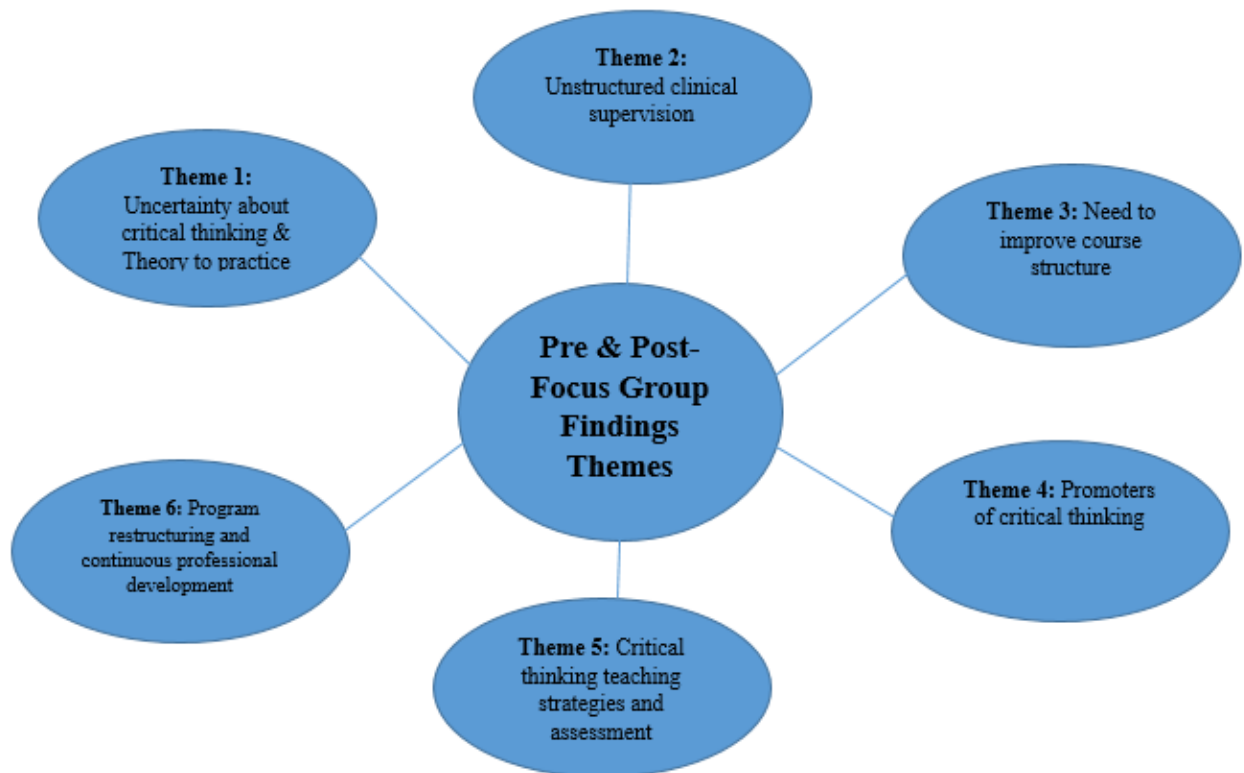 Theme 2:
Unstructured clinical
supervision
Theme 1:
Uncertainty about
critical thinking &
Theory to practice
Theme 3: Need to
improve course
structure
Pre & Post-
Focus Group
Findings
Themes
Theme 4: Promoters
of critical thinking
Theme 6: Program
restructuring and
continuous professional
development
Theme 5: Critical
thinking teaching
strategies and
assessment